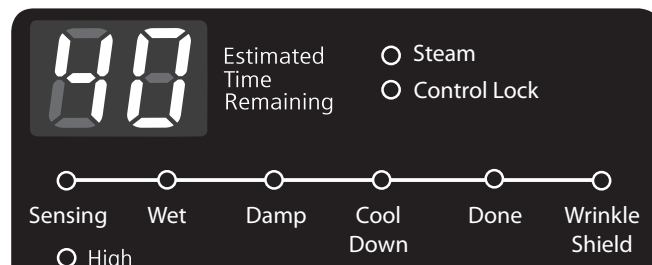 40
Estimated
Time
Remaining
Steam
Control Lock
Sensing
Wet
Damp
Cool
Down
Done
Wrinkle
Shield
High